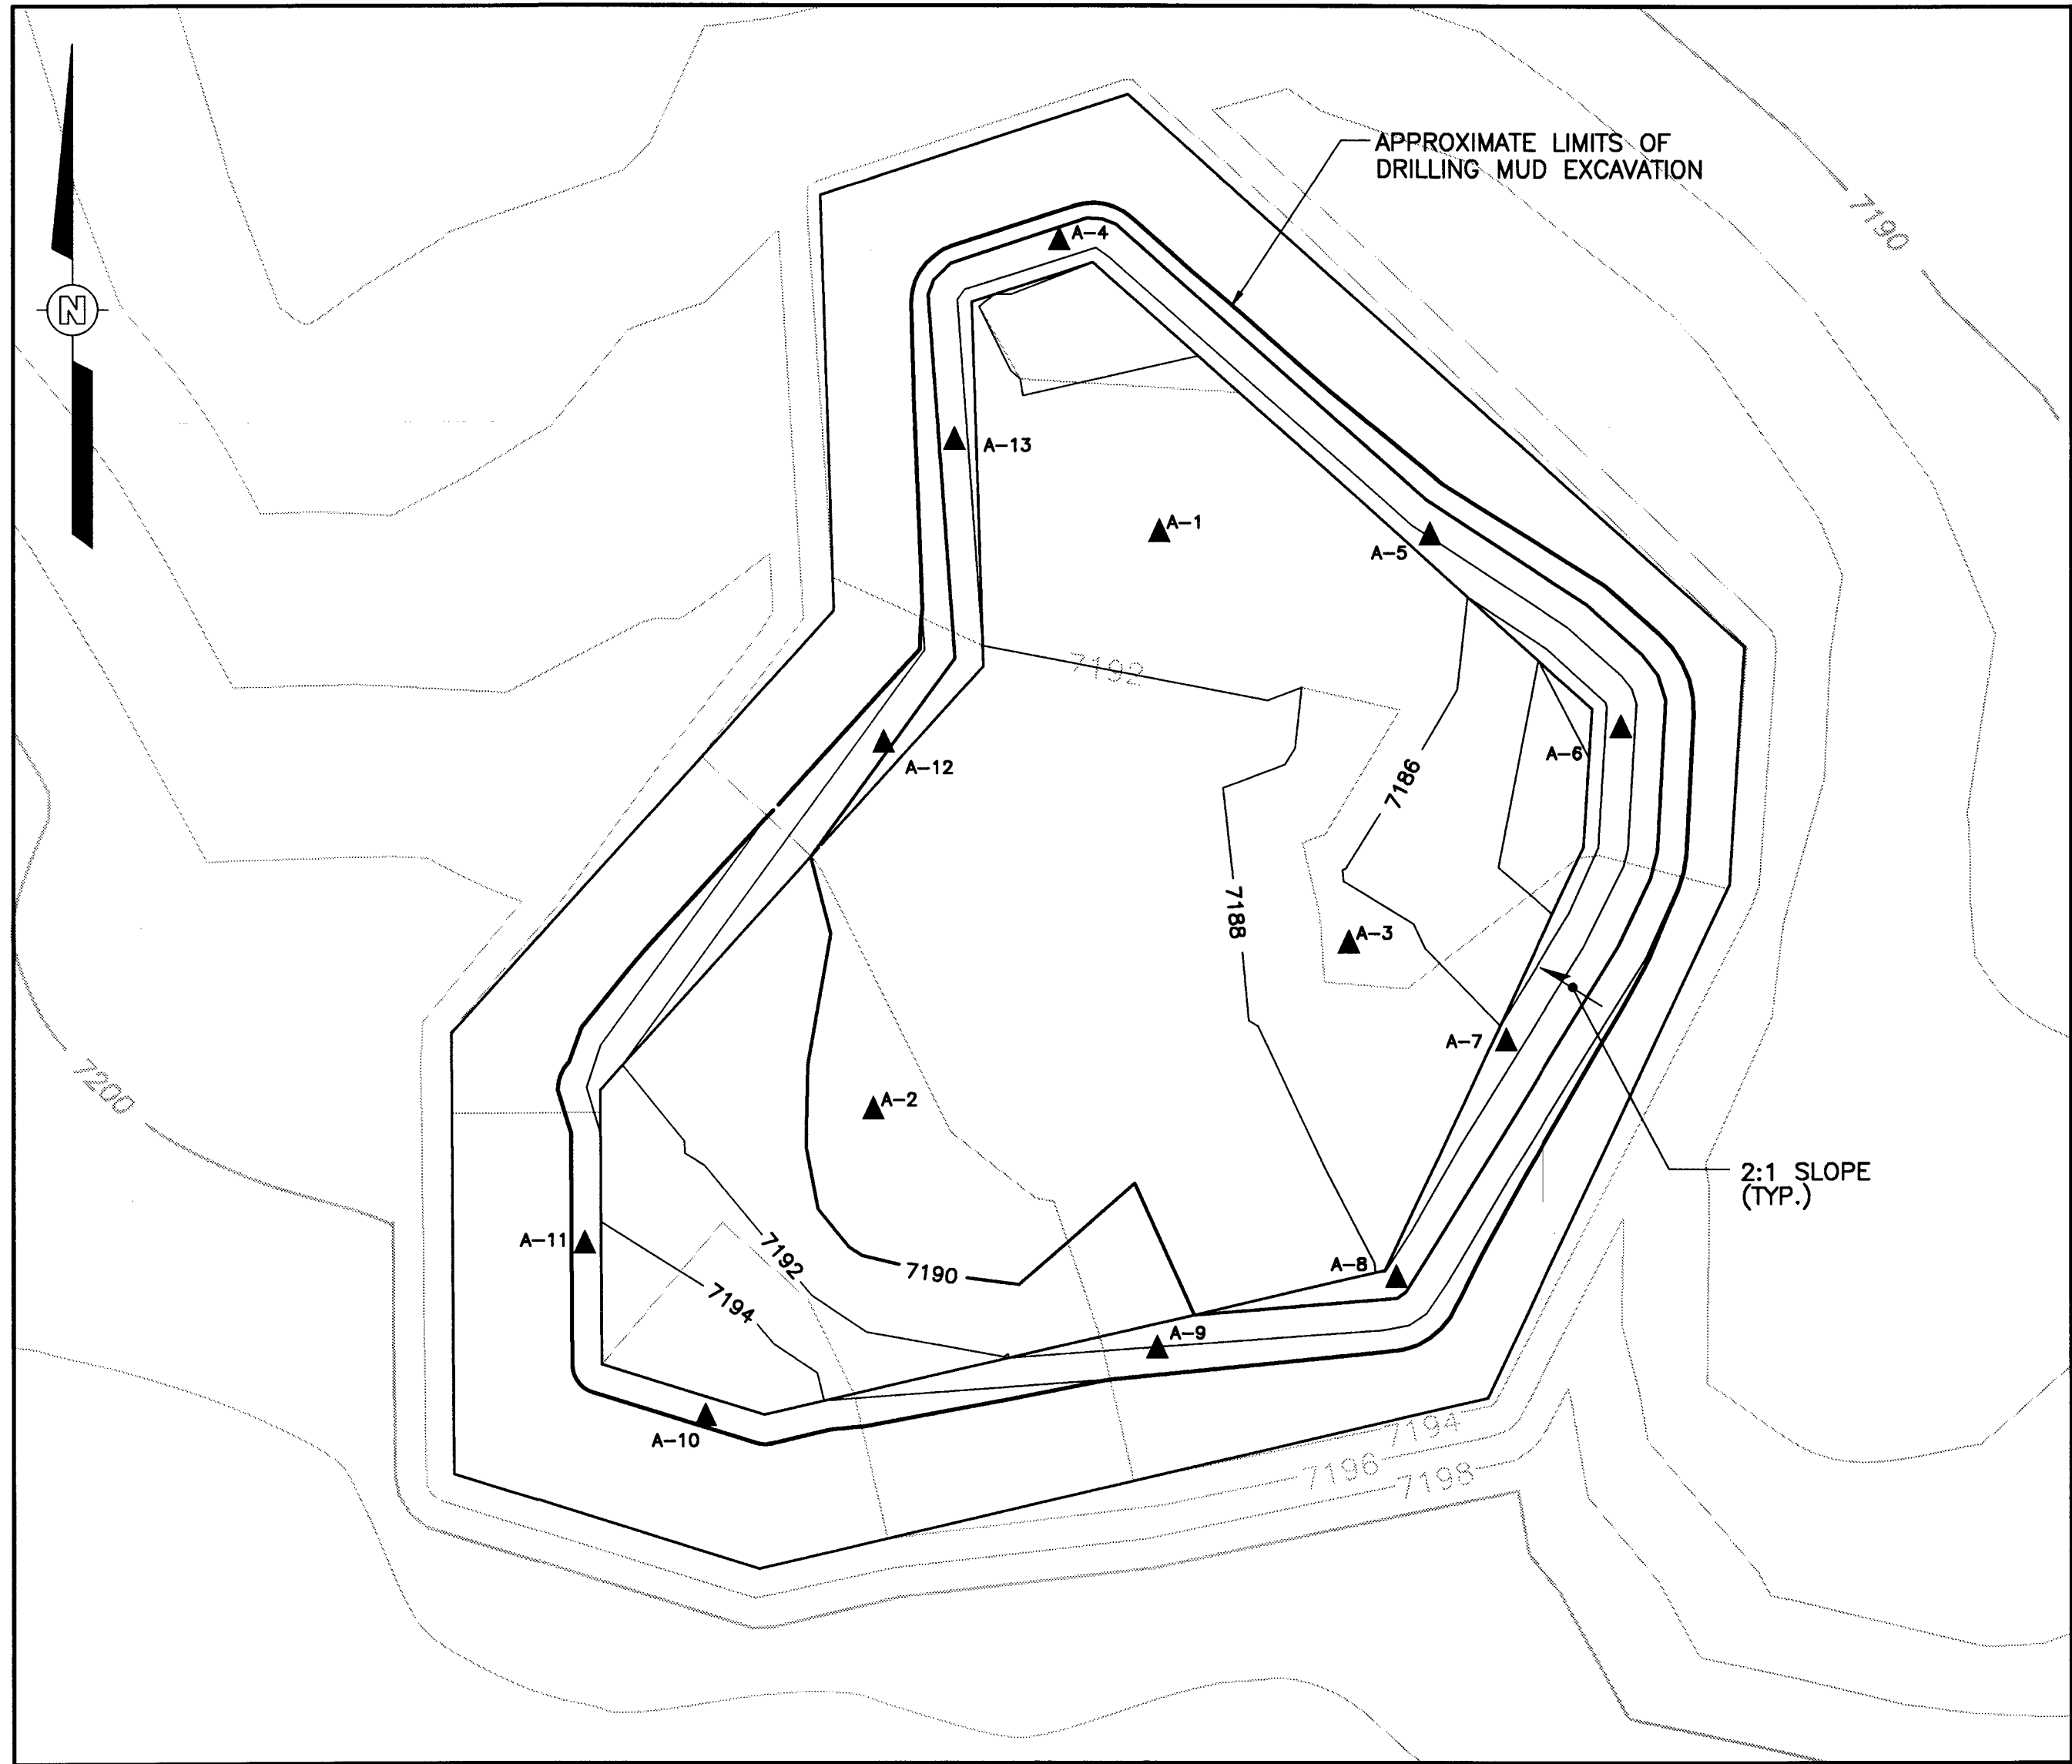 APPROXIMATE LIMITS OF
DRILLING MUD EXCAVATION
7190
A-4
N
A-13
A-1
A-5
7192
A-6
A-12
7186
7188
A-3
A-7
7200
A-2
2:1 SLOPE
(TYP.)
A-11
7192
A-8
7190
7194
A-9
7194
A-10
7196
7198